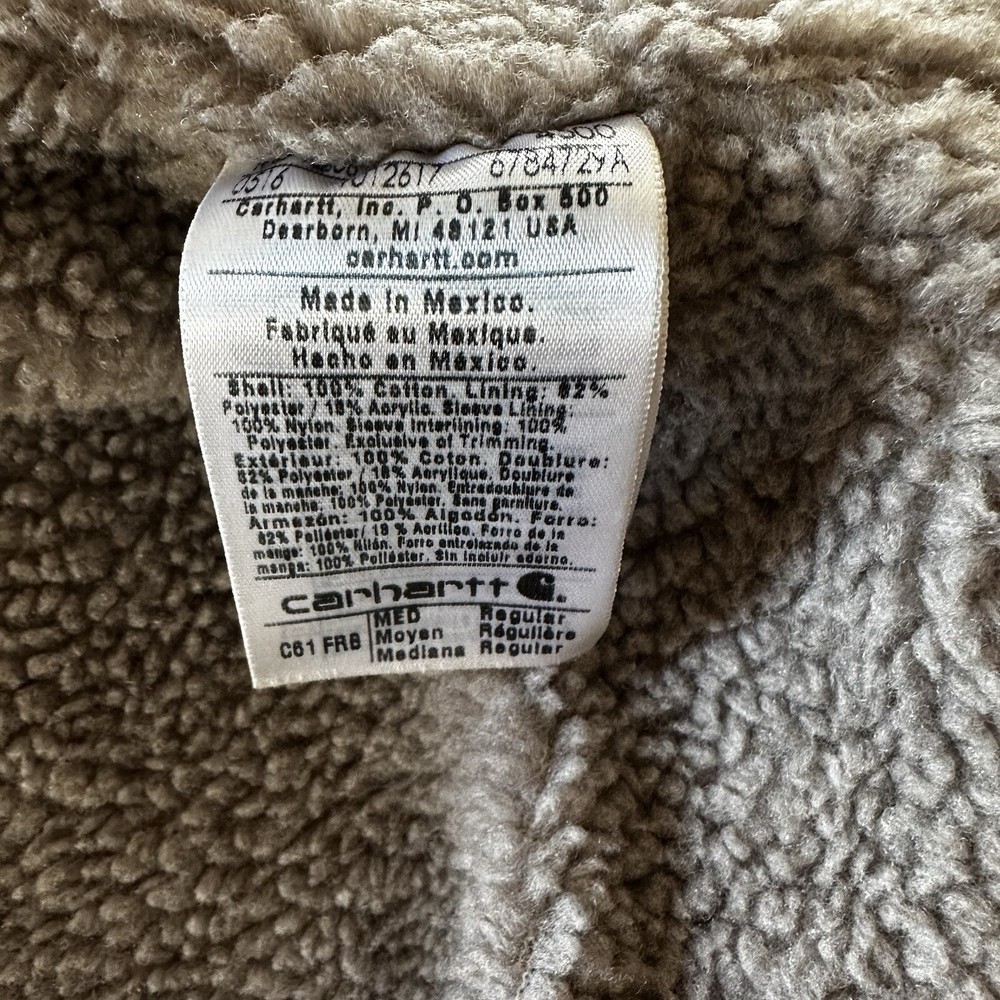 0516 6784729A
Carhartt, Inc. P. O. Box 500
Dearborn, MI 48121 USA
carhartt.com
Made in Mexico.
Fabriqué au Mexique.
Hecho en México.
Shell: 100% Cotton. Lining: 82%
Polyester / 18% Acrylic. Sleeve Lining:
100% Nylon. Sleeve Interlining: 100%
Polyester. Exclusive of Trimming.
Extérieur: 100% Coton. Doublure:
82% Polyester / 18% Acrylique. Doublure
de la manche: 100% Nylon. Entredoublure de
la manche: 100% Polyester. Sans garniture.
Armazón: 100% Algodón. Forro:
82% Poliéster / 18 % Acrílico. Forro de la
manga: 100% Nilón. Forro entrelazado de la
manga: 100% Poliéster. Sin incluir adorno.
carhartt
C61 FRB
MED Regular
Moyen Régulière
Mediana Regular